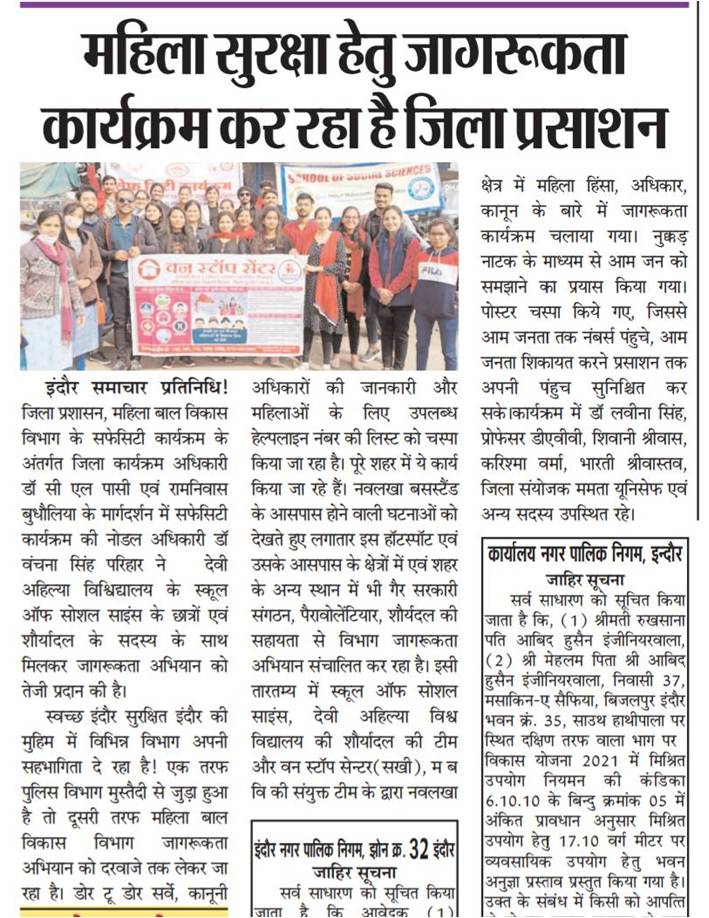 महिला सुरक्षा हेतु जागरूकता
कार्यक्रम कर रहा है जिला प्रसाशन
SCHOOL OF SOCIAL SCIENCES
वन स्टॉप सेंटर
FILA
इंदौर समाचार प्रतिनिधि!
जिला प्रशासन, महिला बाल विकास
विभाग के सफेसिटी कार्यक्रम के
अंतर्गत जिला कार्यक्रम अधिकारी
डॉ सी एल पासी एवं रामनिवास
बुधौलिया के मार्गदर्शन में सफेसिटी
कार्यक्रम की नोडल अधिकारी डॉ
वंचना सिंह परिहार ने देवी
अहिल्या विश्विद्यालय के स्कूल
ऑफ सोशल साइंस के छात्रों एवं
शौर्यादल के सदस्य के साथ
मिलकर जागरूकता अभियान को
तेजी प्रदान की है।
स्वच्छ इंदौर सुरक्षित इंदौर की
मुहिम में विभिन्न विभाग अपनी
सहभागिता दे रहा है! एक तरफ
पुलिस विभाग मुस्तैदी से जुड़ा हुआ
है तो दूसरी तरफ महिला बाल
विकास विभाग जागरूकता
अभियान को दरवाजे तक लेकर जा
रहा है। डोर टू डोर सर्वे, कानूनी
अधिकारों की जानकारी और
महिलाओं के लिए उपलब्ध
हेल्पलाइन नंबर की लिस्ट को चस्पा
किया जा रहा है। पूरे शहर में ये कार्य
किया जा रहे हैं। नवलखा बसस्टैंड
के आसपास होने वाली घटनाओं को
देखते हुए लगातार इस हॉटस्पॉट एवं
उसके आसपास के क्षेत्रों में एवं शहर
के अन्य स्थान में भी गैर सरकारी
संगठन, पैरावोलेंटियार, शौर्यदल की
सहायता से विभाग जागरूकता
अभियान संचालित कर रहा है। इसी
तारतम्य में स्कूल ऑफ सोशल
साइंस, देवी अहिल्या विश्व
विद्यालय की शौर्यादल की टीम
और वन स्टॉप सेन्टर(सखी), म ब
वि की संयुक्त टीम के द्वारा नवलखा
क्षेत्र में महिला हिंसा, अधिकार,
कानून के बारे में जागरूकता
कार्यक्रम चलाया गया। नुक्कड़
नाटक के माध्यम से आम जन को
समझाने का प्रयास किया गया।
पोस्टर चस्पा किये गए, जिससे
आम जनता तक नंबर्स पंहुचे, आम
जनता शिकायत करने प्रसाशन तक
अपनी पंहुच सुनिश्चित कर
सके।कार्यक्रम में डॉ लवीना सिंह,
प्रोफेसर डीएवीवी, शिवानी श्रीवास,
करिश्मा वर्मा, भारती श्रीवास्तव,
जिला संयोजक ममता यूनिसेफ एवं
अन्य सदस्य उपस्थित रहे।
इंदौर नगर पालिक निगम, झोन क्र. 32 इंदौर
जाहिर सूचना
सर्व साधारण को सूचित किया
जाता है कि आवेदक (1)
कार्यालय नगर पालिक निगम, इन्दौर
जाहिर सूचना
सर्व साधारण को सूचित किया
जाता है कि, (1) श्रीमती रुखसाना
पति आबिद हुसैन इंजीनियरवाला,
(2) श्री मेहलम पिता श्री आबिद
हुसैन इंजीनियरवाला, निवासी 37,
मसाकिन-ए सैफिया, बिजलपुर इंदौर
भवन क्रं. 35, साउथ हाथीपाला पर
स्थित दक्षिण तरफ वाला भाग पर
विकास योजना 2021 में मिश्रित
उपयोग नियमन की कंडिका
6.10.10 के बिन्दु क्रमांक 05 में
अंकित प्रावधान अनुसार मिश्रित
उपयोग हेतु 17.10 वर्ग मीटर पर
व्यवसायिक उपयोग हेतु भवन
अनुज्ञा प्रस्ताव प्रस्तुत किया गया है।
उक्त के संबंध में किसी को आपत्ति